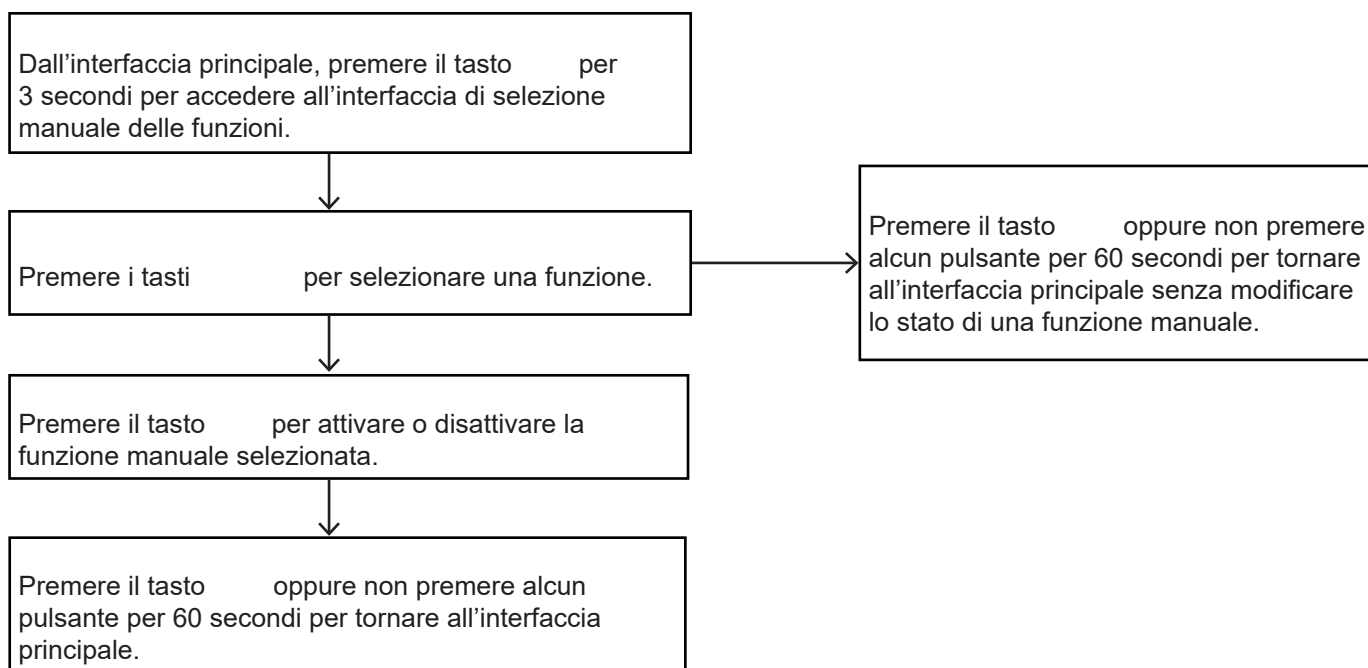 Dall’interfaccia principale, premere il tasto per
3 secondi per accedere all’interfaccia di selezione
manuale delle funzioni.
Premere i tasti per selezionare una funzione.
Premere il tasto oppure non premere
alcun pulsante per 60 secondi per tornare
all’interfaccia principale senza modificare
lo stato di una funzione manuale.
Premere il tasto per attivare o disattivare la
funzione manuale selezionata.
Premere il tasto oppure non premere alcun
pulsante per 60 secondi per tornare all’interfaccia
principale.